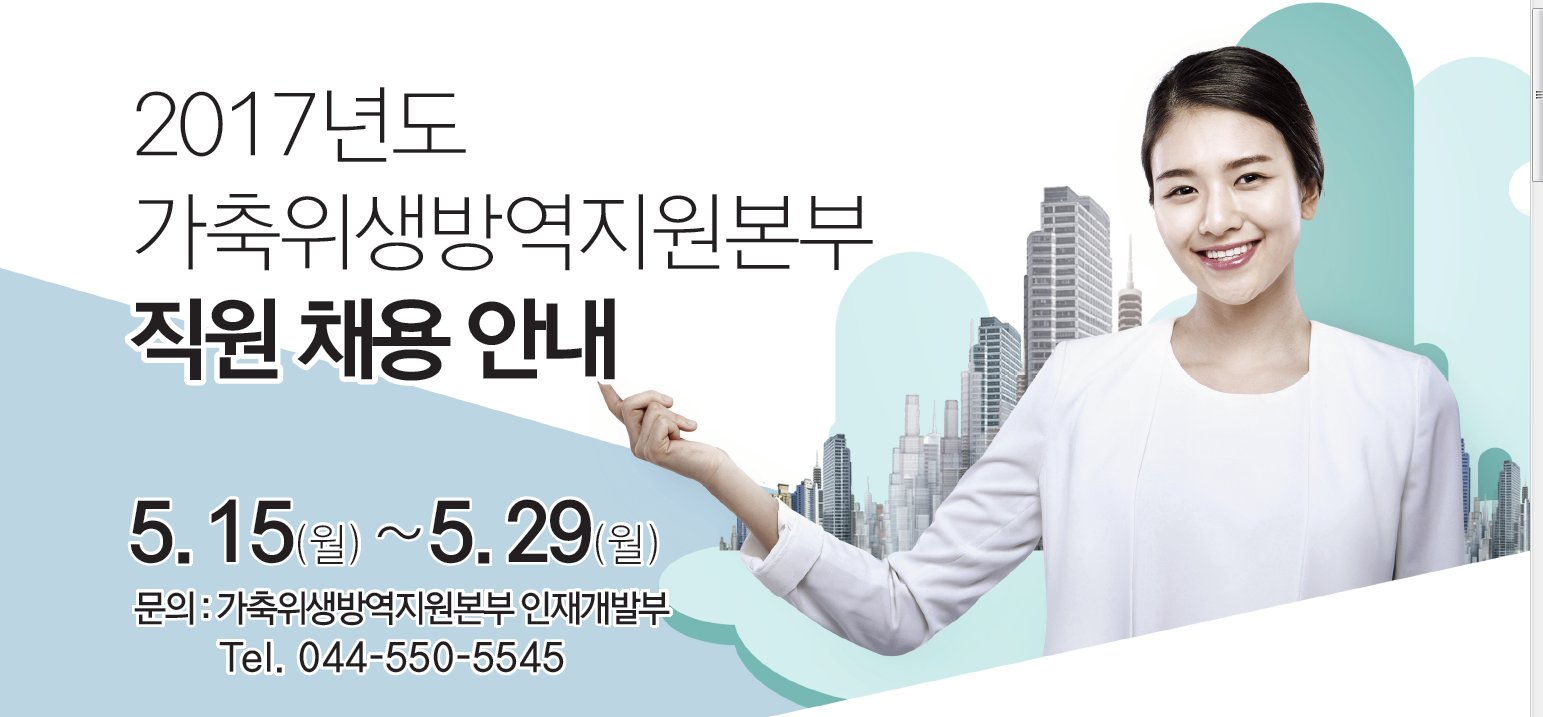 2017년도
가축위생방역지원본부
직원 채용 안내
5. 15(월) ~5. 29(월)
문의 : 가축위생방역지원본부 인재개발부
Tel. 044-550-5545